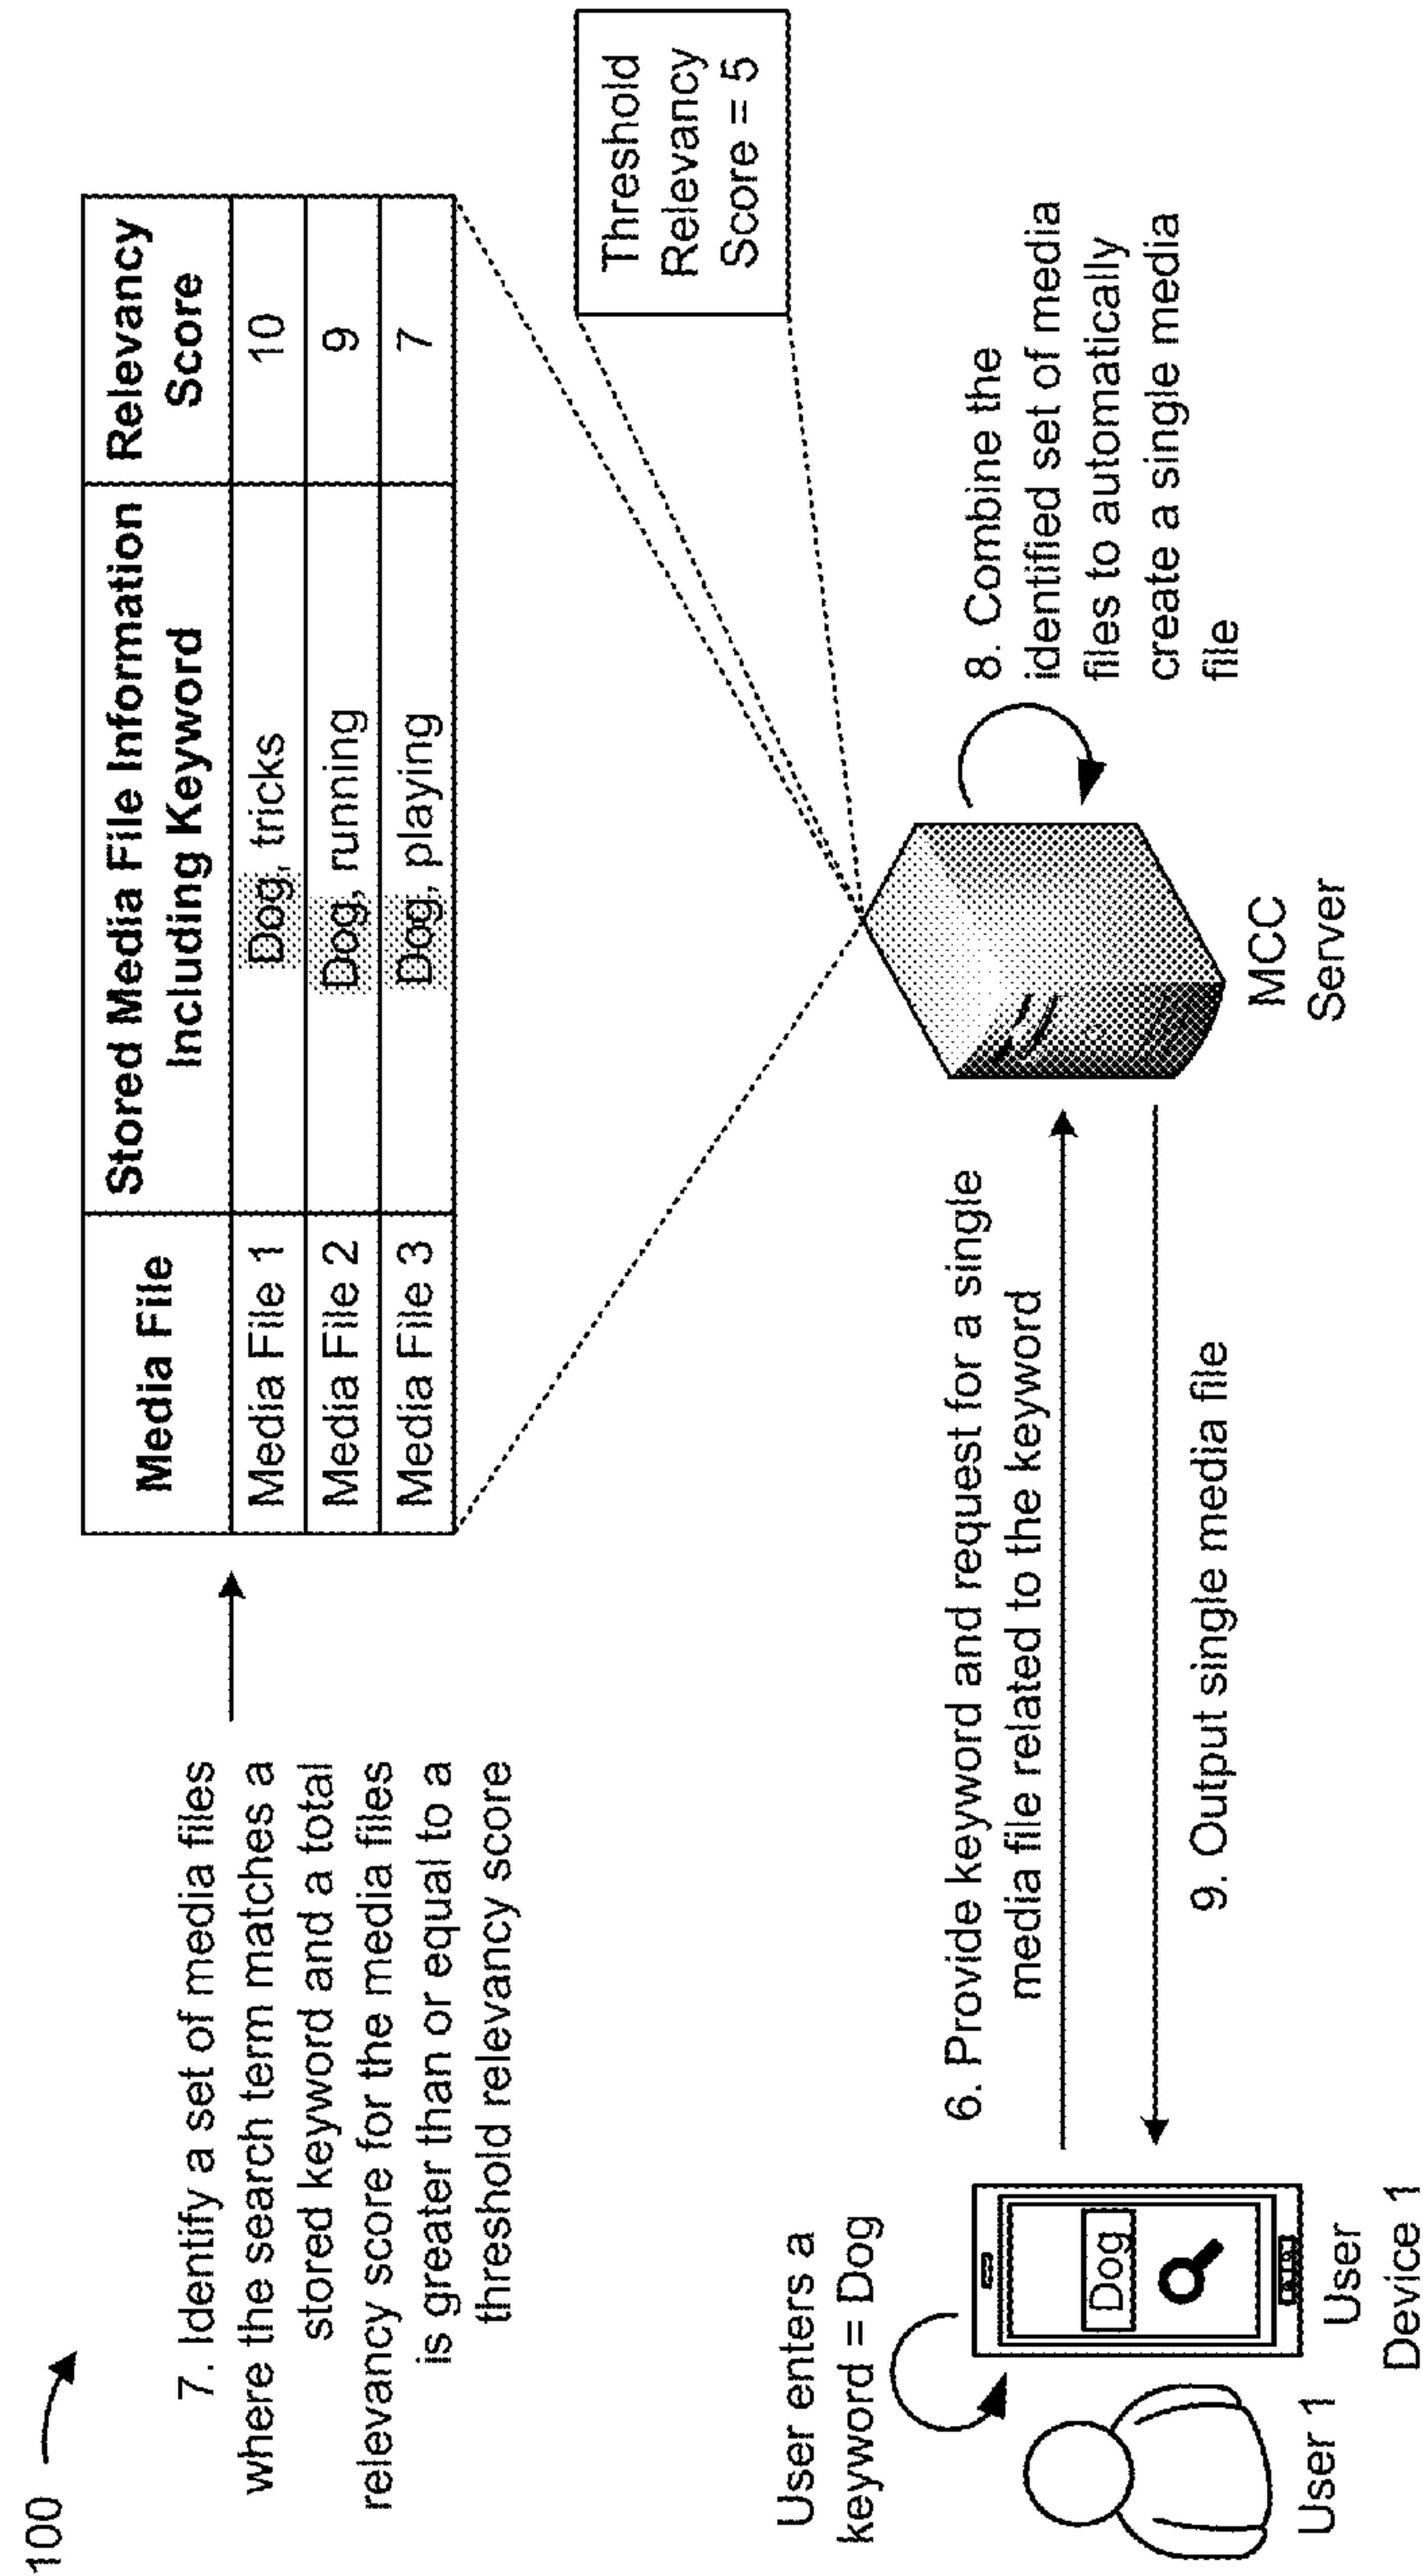 100
7. Identify a set of media files
where the search term matches a
stored keyword and a total
relevancy score for the media files
is greater than or equal to a
threshold relevancy score
Media File
Stored Media File Information
Including Keyword
Relevancy
Score
Media File 1
Dog, tricks
10
Media File 2
Dog, running
9
Media File 3
Dog, playing
7
Threshold
Relevancy
Score = 5
User enters a
keyword = Dog
Dog
User 1
User
Device 1
6. Provide keyword and request for a single
media file related to the keyword
9. Output single media file
MCC
Server
8. Combine the
identified set of media
files to automatically
create a single media
file